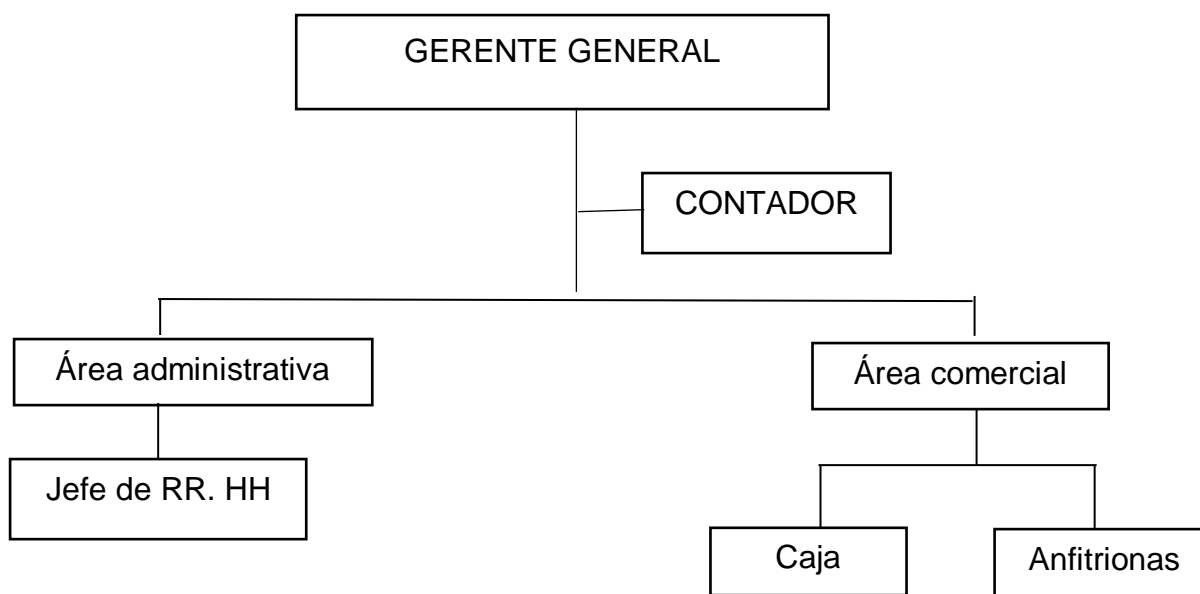 GERENTE GENERAL
CONTADOR
Área administrativa
Área comercial
Jefe de RR. HH
Caja
Anfitrionas